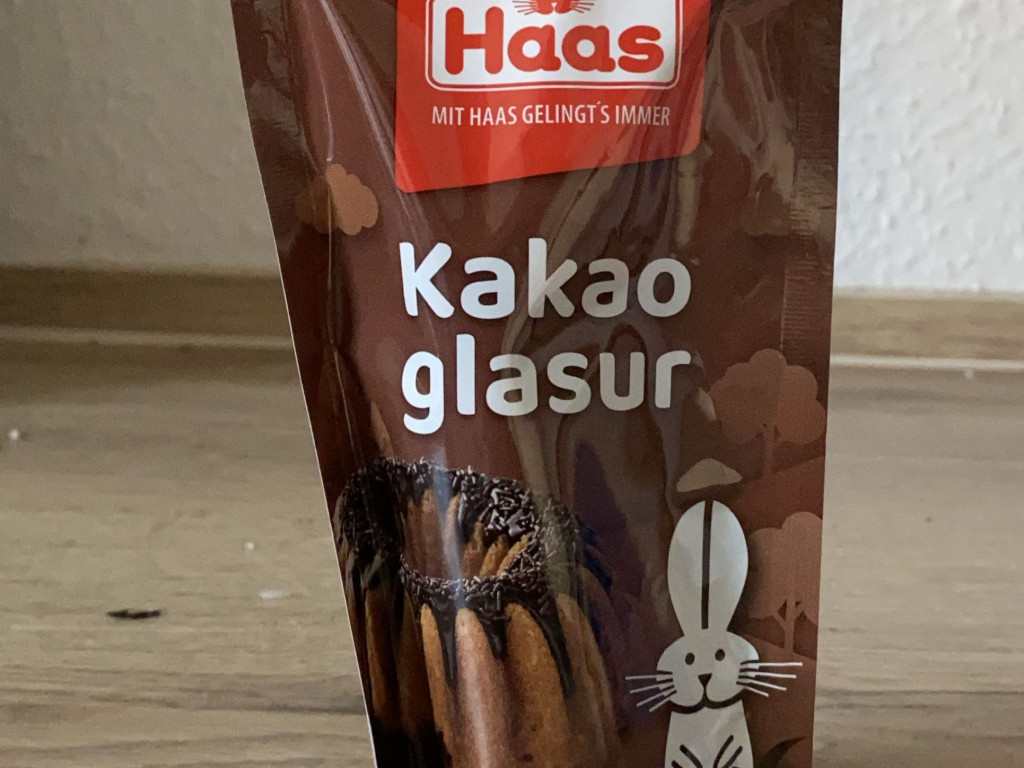 Haas
MIT HAAS GELINGT´S IMMER
Kakao
glasur